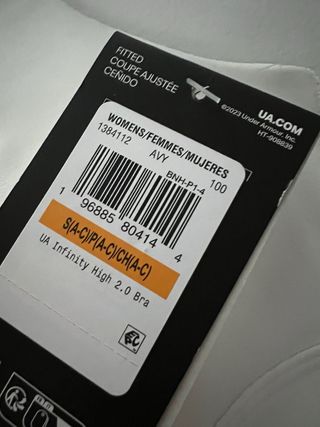 FITTED
COUPE AJUSTÉE
CEÑIDO
©2023 Under Armour, Inc.
UA.COM
HT-908839
WOMENS/FEMMES/MUJERES
1384112 AVY 100
BNH-P1-4
1 96885 80414 4
S(A-C)/P(A-C)/CH(A-C)
UA Infinity High 2.0 Bra